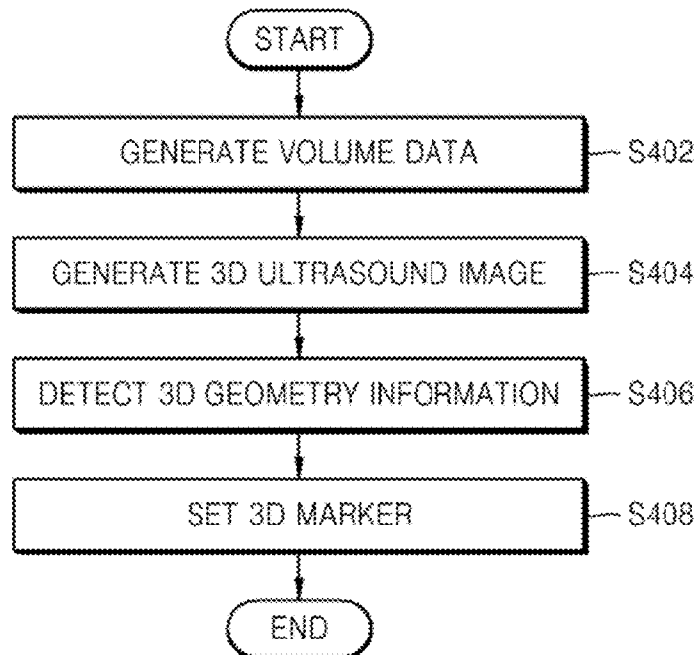 START
GENERATE VOLUME DATA S402
GENERATE 3D ULTRASOUND IMAGE S404
DETECT 3D GEOMETRY INFORMATION S406
SET 3D MARKER S408
END